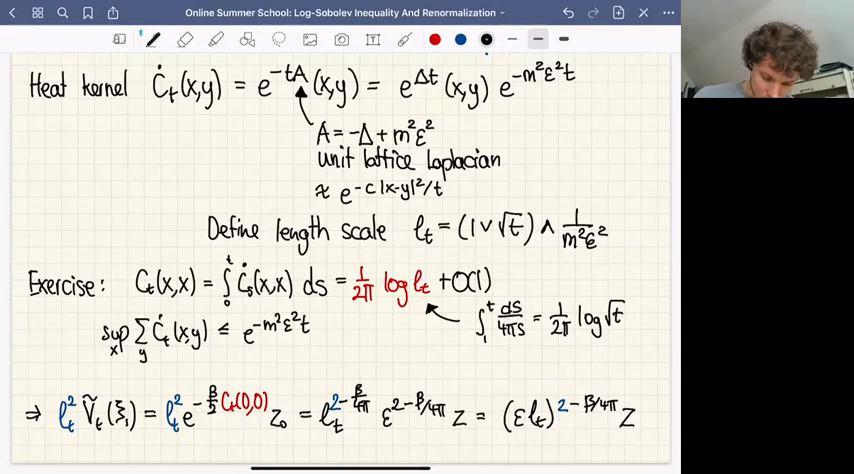 Online Summer School: Log-Sobolev Inequality And Renormalization
Heat kernel Ċ_t(x,y) = e^{-tA}(x,y) = e^{Δt}(x,y) e^{-m²ε²t}
A = -Δ + m²ε²
unit lattice laplacian
≈ e^{-c|x-y|²/t}
Define length scale ℓ_t = (1 ∨ √t) ∧ 1/(m²ε²)
Exercise: C_t(x,x) = ∫_0^t Ċ_s(x,x) ds = 1/2π log ℓ_t + O(1)
sup_x Σ_y Ċ_t(x,y) ≤ e^{-m²ε²t}
∫_1^t ds/4πs = 1/2π log √t
⇒ ℓ_t² Ṽ_t(ξ_1) = ℓ_t² e^{-β/2 C_t(0,0)} z_0 = ℓ_t^{2-β/4π} ε^{2-β/4π} z = (εℓ_t)^{2-β/4π} z